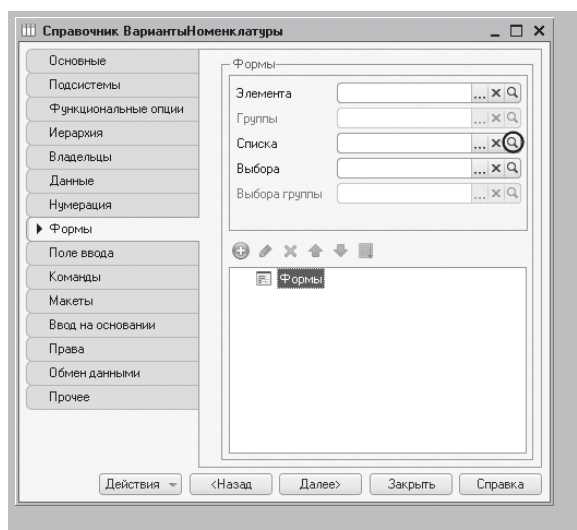 Справочник ВариантыНоменклатуры
Основные
Подсистемы
Функциональные опции
Иерархия
Владельцы
Данные
Нумерация
Формы
Поле ввода
Команды
Макеты
Ввод на основании
Права
Обмен данными
Прочее
Формы
Элемента
...
Группы
...
Списка
...
Выбора
...
Выбора группы
...
Формы
Действия
<Назад
Далее>
Закрыть
Справка